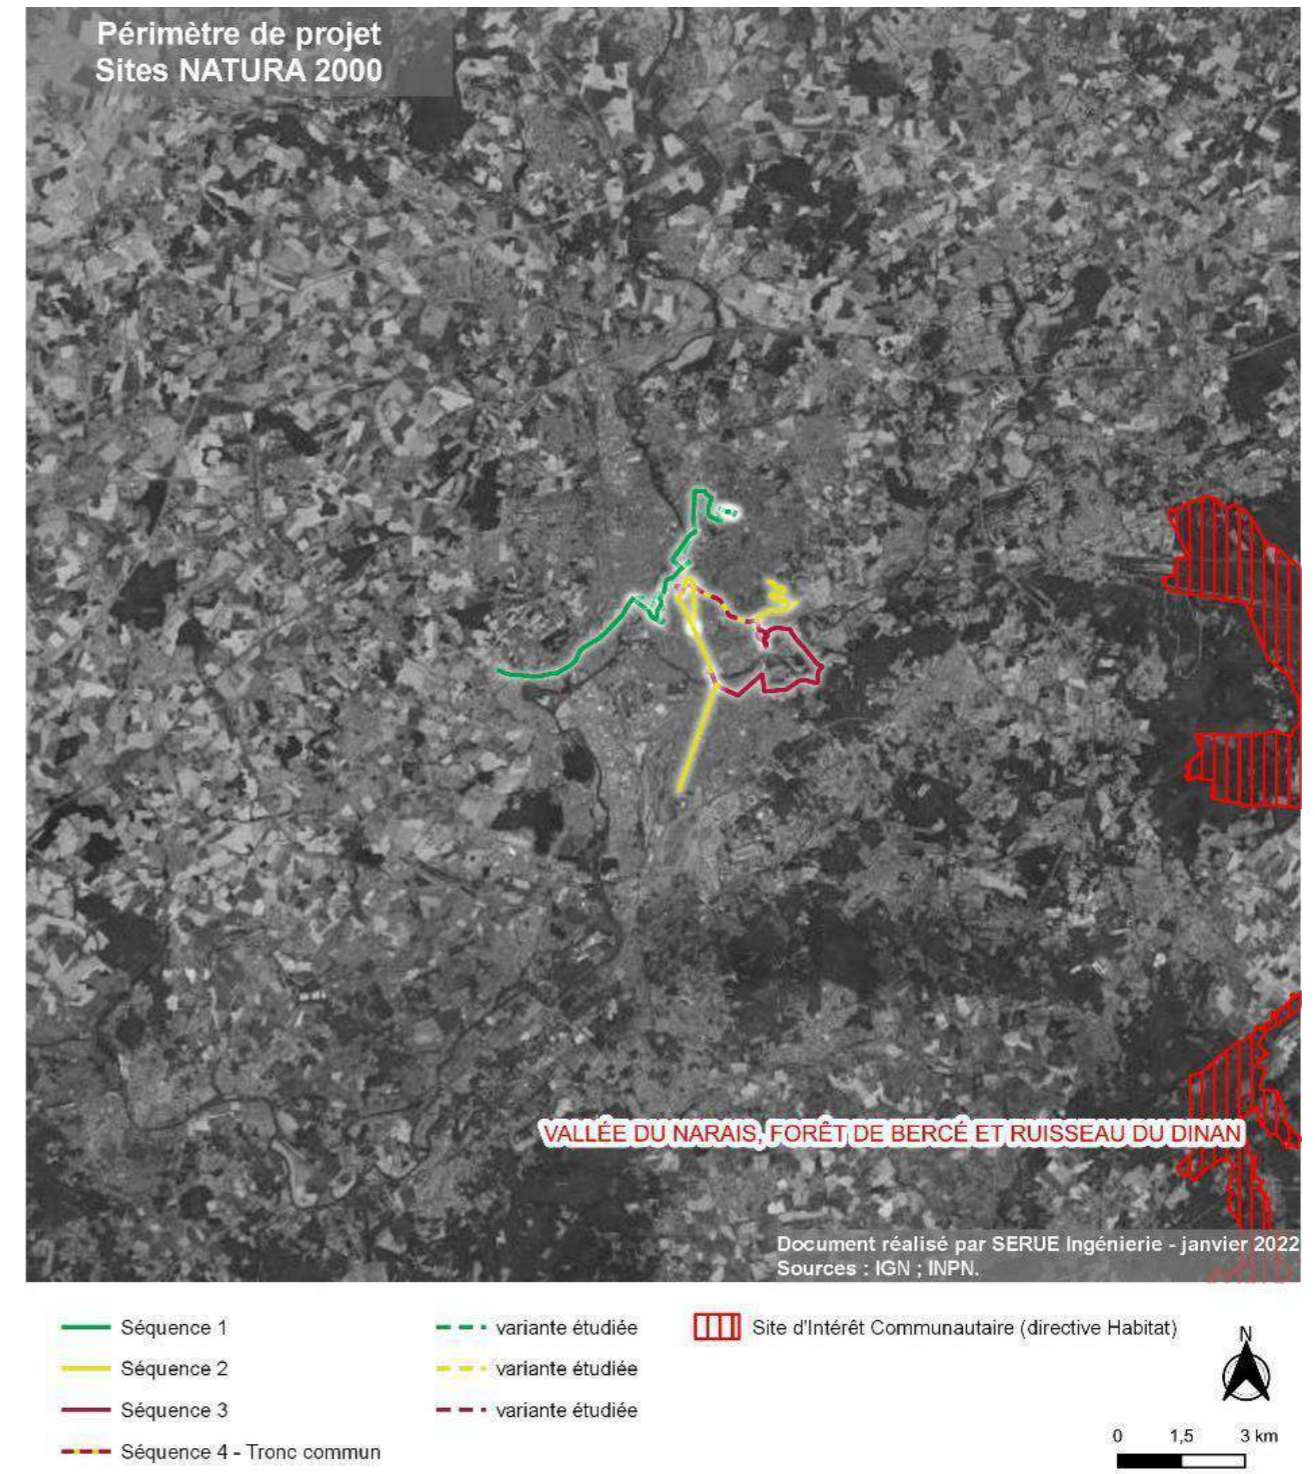 Périmètre de projet
Sites NATURA 2000
VALLÉE DU NARAIS, FORÊT DE BERCÉ ET RUISSEAU DU DINAN
Document réalisé par SERUE Ingénierie - janvier 2022
Sources : IGN ; INPN.
Séquence 1
variante étudiée
Site d'Intérêt Communautaire (directive Habitat)
N
Séquence 2
variante étudiée
Séquence 3
variante étudiée
Séquence 4 - Tronc commun
0 1,5 3 km